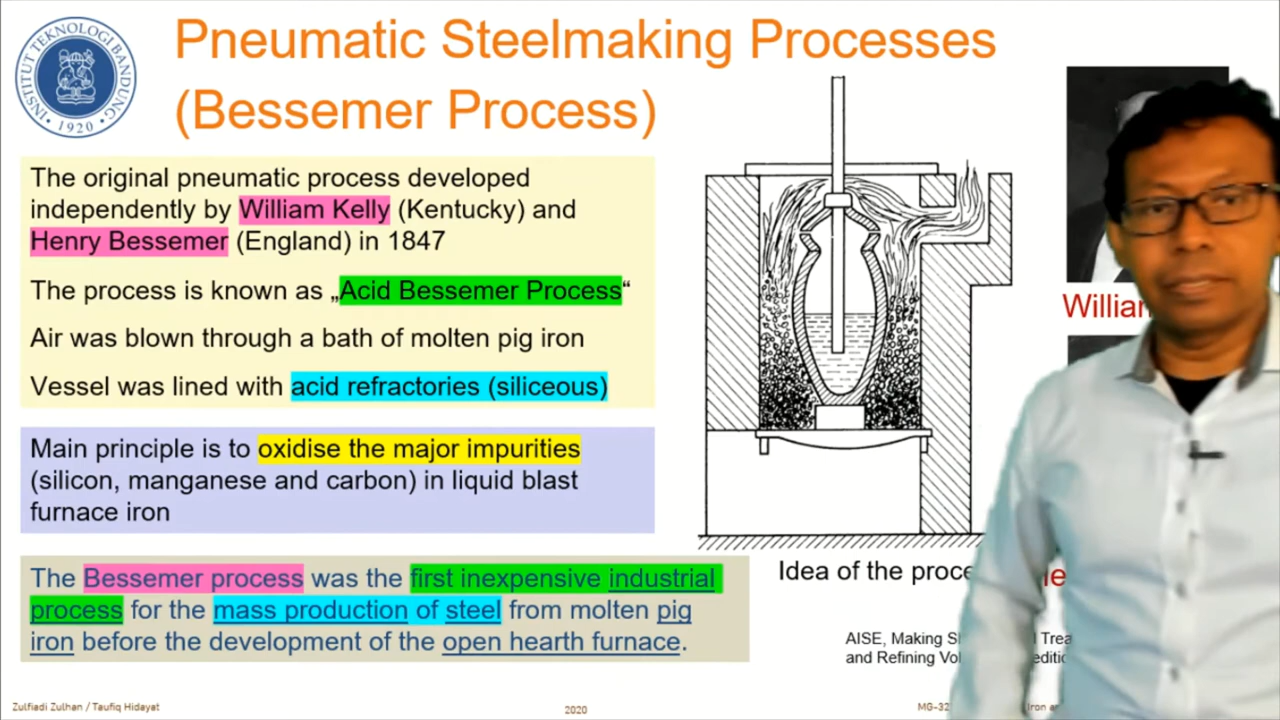 INSTITUT TEKNOLOGI BANDUNG
1920
Pneumatic Steelmaking Processes
(Bessemer Process)
The original pneumatic process developed
independently by William Kelly (Kentucky) and
Henry Bessemer (England) in 1847
The process is known as „Acid Bessemer Process“
Air was blown through a bath of molten pig iron
Vessel was lined with acid refractories (siliceous)
Main principle is to oxidise the major impurities
(silicon, manganese and carbon) in liquid blast
furnace iron
The Bessemer process was the first inexpensive industrial
process for the mass production of steel from molten pig
iron before the development of the open hearth furnace.
William
Idea of the
AISE, Making
and Refining
Zulfiadi Zulhan / Taufiq Hidayat
2020
MG-32